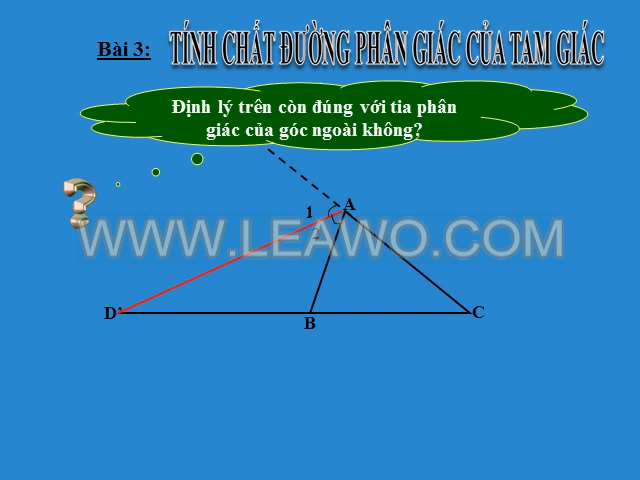 Bài 3:
TÍNH CHẤT ĐƯỜNG PHÂN GIÁC CỦA TAM GIÁC
Định lý trên còn đúng với tia phân
giác của góc ngoài không?
A
1
2
WWW.LEAWO.COM
D'
B
C